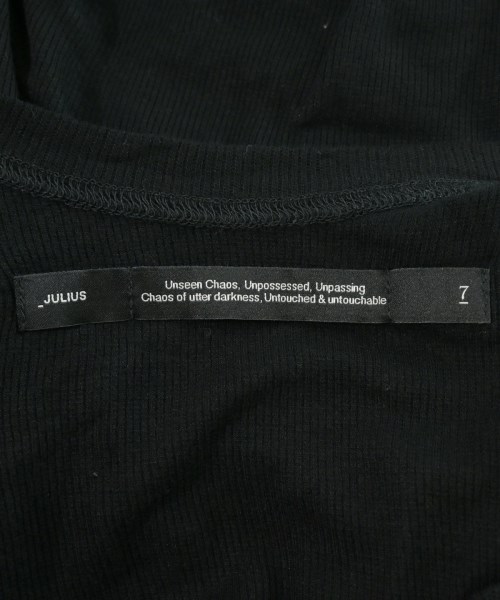 _JULIUS
Unseen Chaos, Unpossessed, Unpassing
Chaos of utter darkness, Untouched & untouchable
7